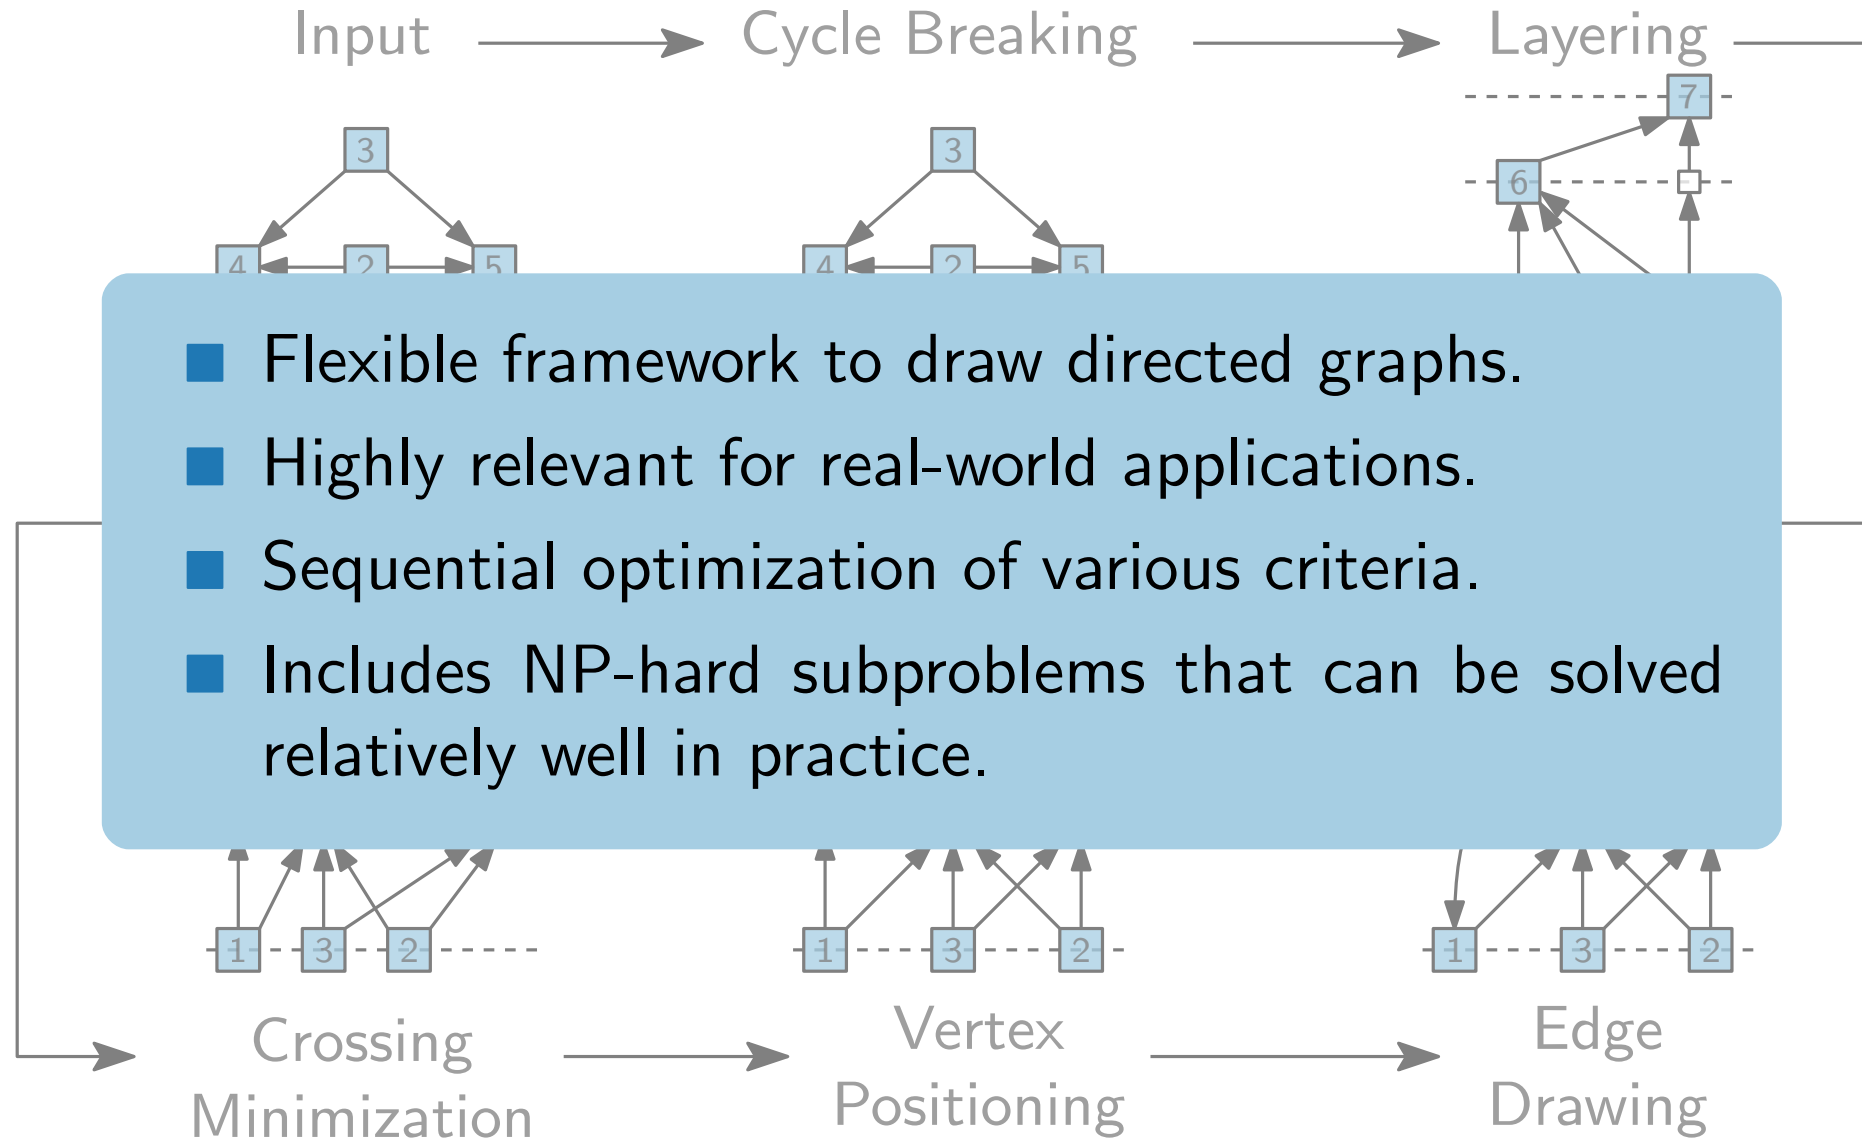 Input
Cycle Breaking
Layering
7
3
3
6
4 2 5
4 2 5
Flexible framework to draw directed graphs.
Highly relevant for real-world applications.
Sequential optimization of various criteria.
Includes NP-hard subproblems that can be solved
relatively well in practice.
1 3 2
1 3 2
1 3 2
Crossing
Minimization
Vertex
Positioning
Edge
Drawing